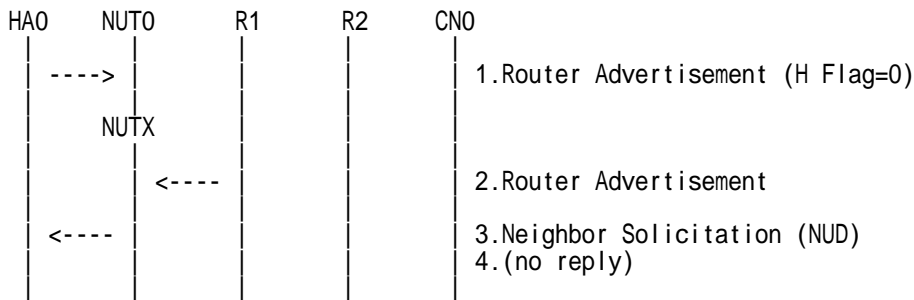 HA0 NUT0 R1 R2 CN0
----> 1.Router Advertisement (H Flag=0)
NUTX
<---- 2.Router Advertisement
<---- 3.Neighbor Solicitation (NUD)
4.(no reply)